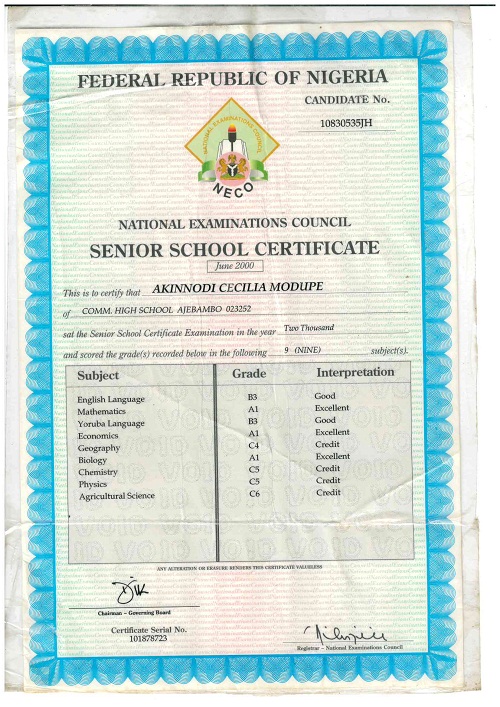 FEDERAL REPUBLIC OF NIGERIA
CANDIDATE No.
10830535JH
NATIONAL EXAMINATIONS COUNCIL
NECO
NATIONAL EXAMINATIONS COUNCIL
SENIOR SCHOOL CERTIFICATE
June 2000
This is to certify that AKINNODI CECILIA MODUPE
of COMM. HIGH SCHOOL AJEBAMBO 023252
sat the Senior School Certificate Examination in the year Two Thousand
and scored the grade(s) recorded below in the following 9 (NINE) subject(s).
Subject Grade Interpretation
English Language B3 Good
Mathematics A1 Excellent
Yoruba Language B3 Good
Economics A1 Excellent
Geography C4 Credit
Biology A1 Excellent
Chemistry C5 Credit
Physics C5 Credit
Agricultural Science C6 Credit
ANY ALTERATION OR ERASURE RENDERS THIS CERTIFICATE VALUELESS
Chairman - Governing Board
Certificate Serial No.
101878723
Registrar - National Examinations Council